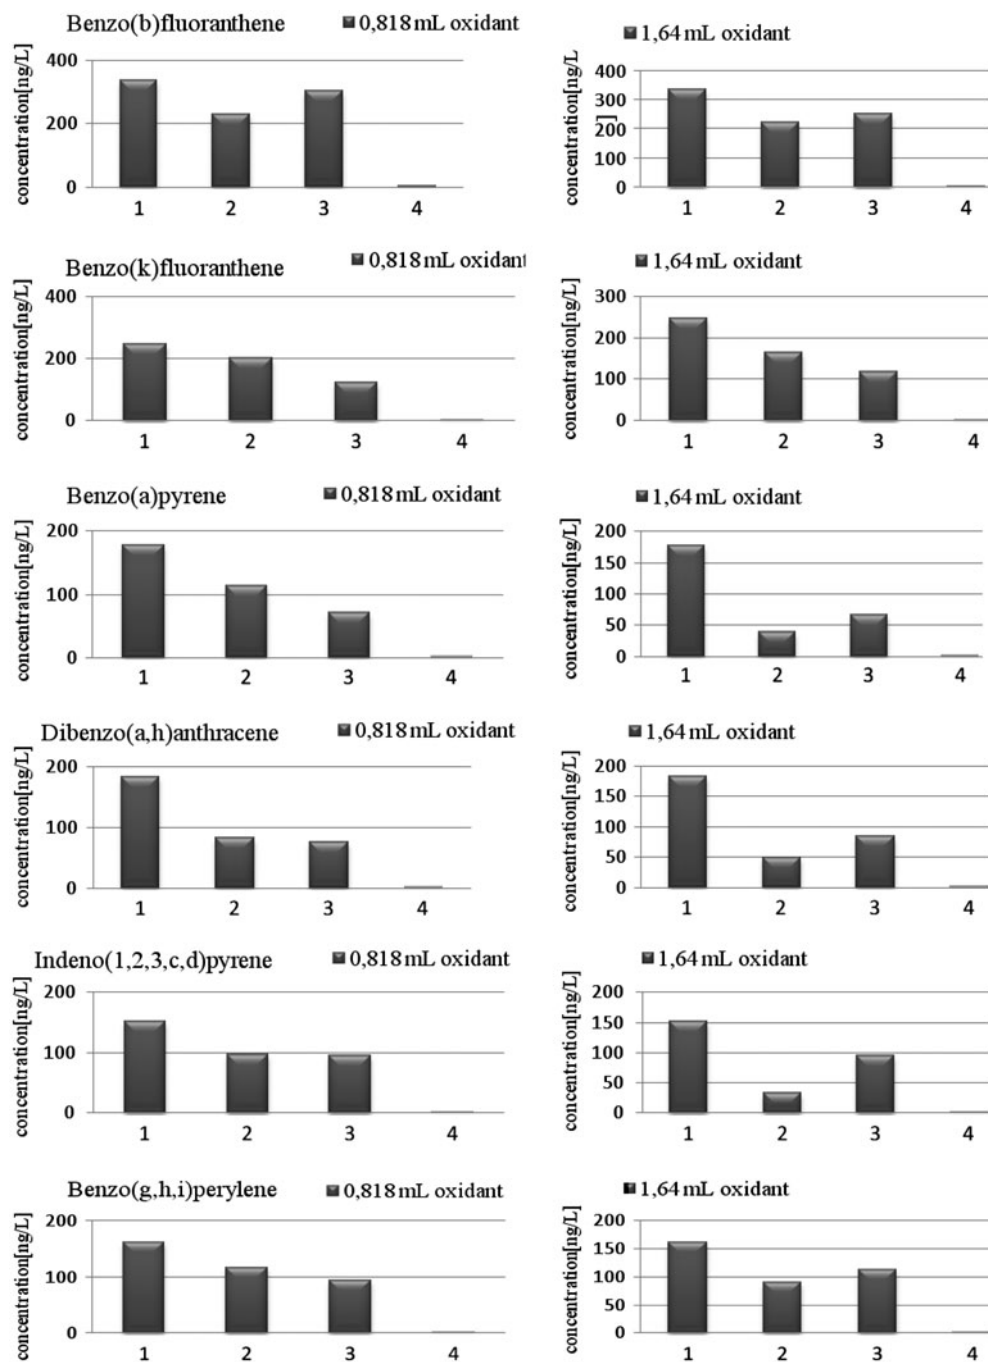 Benzo(b)fluoranthene
0,818 mL oxidant
concentration[ng/L]
400
200
0
1 2 3 4
1,64 mL oxidant
concentration[ng/L
]
400
300
200
100
0
1 2 3 4
Benzo(k)fluoranthene
0,818 mL oxidant
concentration[ng/L]
400
200
0
1 2 3 4
1,64 mL oxidant
concentration[ng/L]
300
200
100
0
1 2 3 4
Benzo(a)pyrene
0,818 mL oxidant
concentration[ng/L]
200
100
0
1 2 3 4
1,64 mL oxidant
concentration[ng/L]
200
150
100
50
0
1 2 3 4
Dibenzo(a,h)anthracene
0,818 mL oxidant
concentration[ng/L]
200
100
0
1 2 3 4
1,64 mL oxidant
concentration[ng/L]
200
150
100
50
0
1 2 3 4
Indeno(1,2,3,c,d)pyrene
0,818 mL oxidant
concentration[ng/L]
200
100
0
1 2 3 4
1,64 mL oxidant
concentration[ng/L]
200
150
100
50
0
1 2 3 4
Benzo(g,h,i)perylene
0,818 mL oxidant
concentration[ng/L]
200
100
0
1 2 3 4
1,64 mL oxidant
concentration[ng/L]
200
150
100
50
0
1 2 3 4